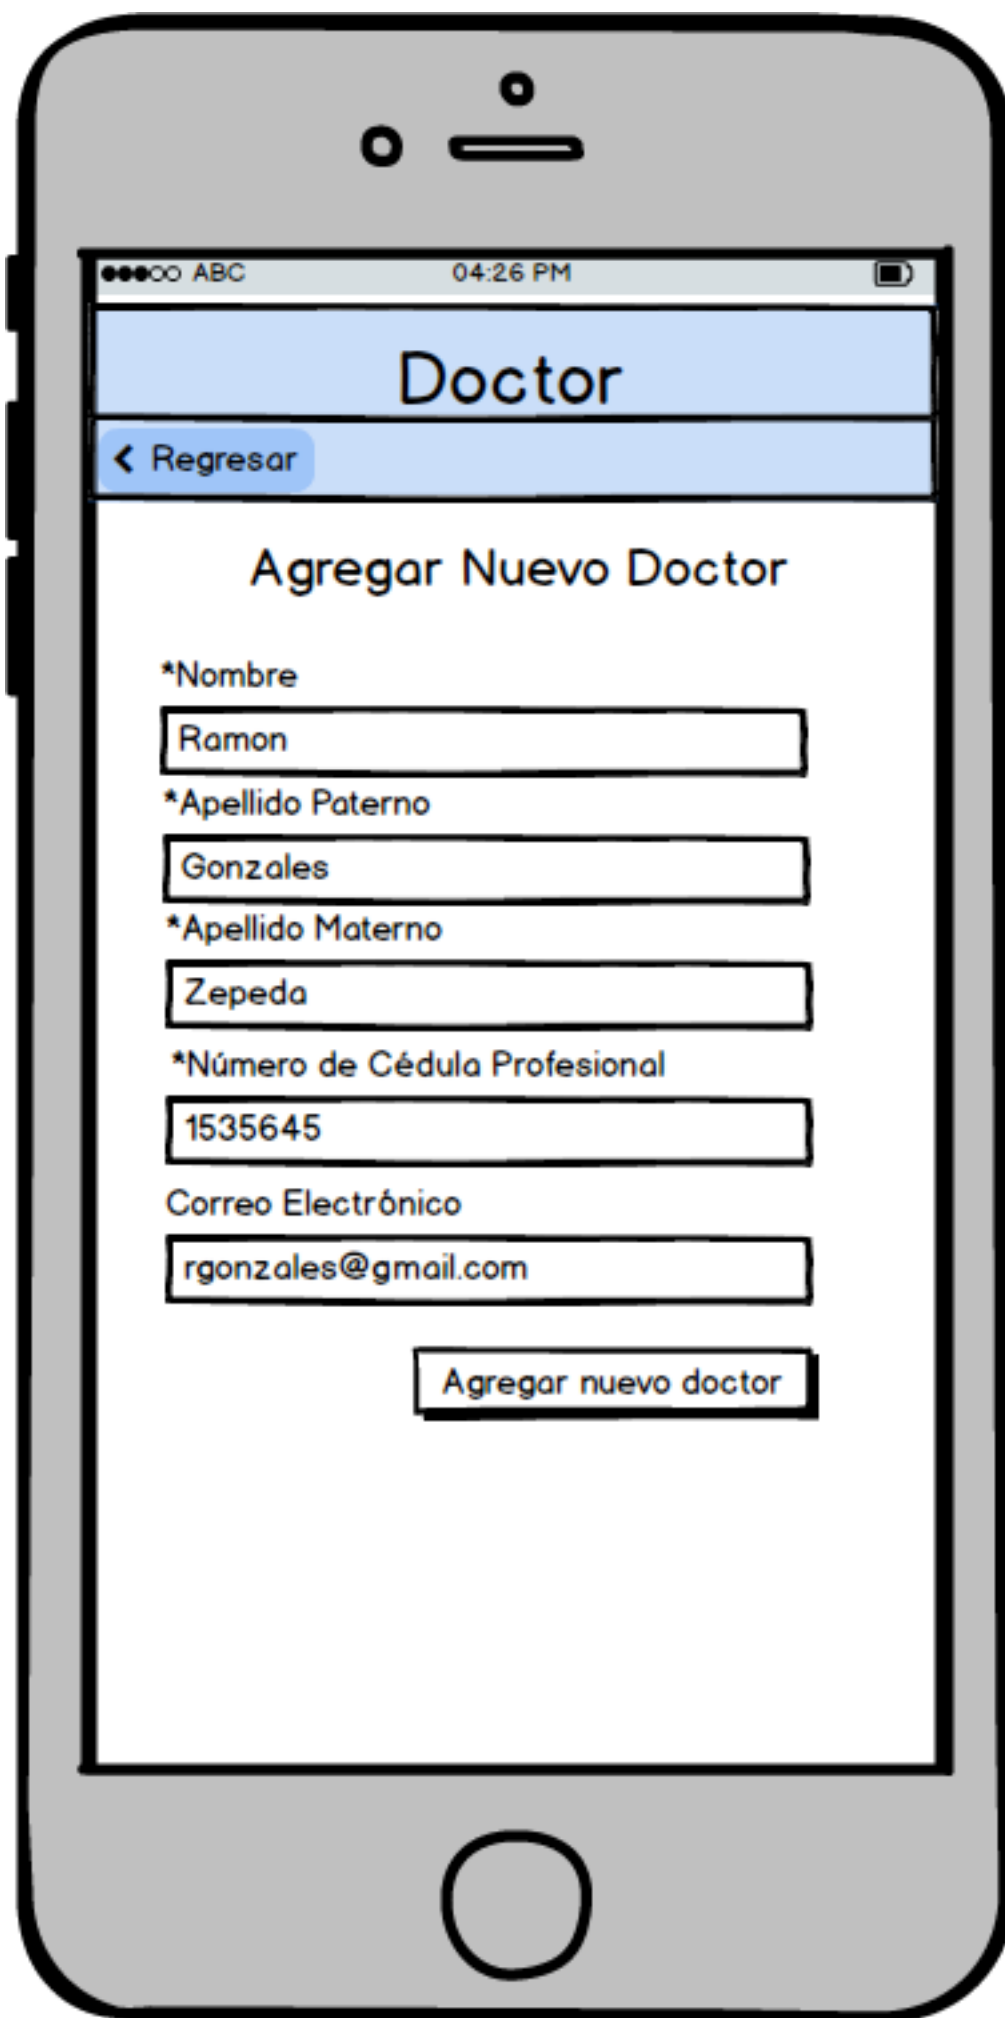 ABC 04:26 PM
Doctor
Regresar
Agregar Nuevo Doctor
*Nombre
Ramon
*Apellido Paterno
Gonzales
*Apellido Materno
Zepeda
*Número de Cédula Profesional
1535645
Correo Electrónico
rgonzales@gmail.com
Agregar nuevo doctor